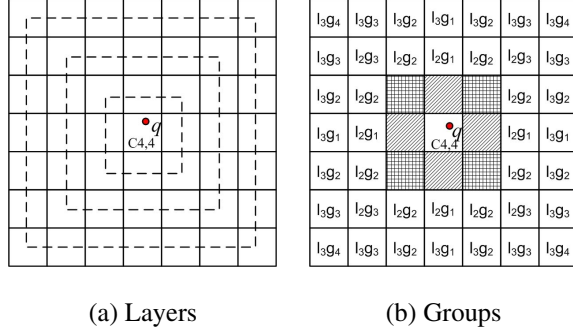 q
C4,4
(a) Layers
l₃g₄ l₃g₃ l₃g₂ l₃g₁ l₃g₂ l₃g₃ l₃g₄
l₃g₃ l₂g₃ l₂g₂ l₂g₁ l₂g₂ l₂g₃ l₃g₃
l₃g₂ l₂g₂ l₂g₂ l₃g₂
l₃g₁ l₂g₁ q l₂g₁ l₃g₁
C4,4
l₃g₂ l₂g₂ l₂g₂ l₃g₂
l₃g₃ l₂g₃ l₂g₂ l₂g₁ l₂g₂ l₂g₃ l₃g₃
l₃g₄ l₃g₃ l₃g₂ l₃g₁ l₃g₂ l₃g₃ l₃g₄
(b) Groups